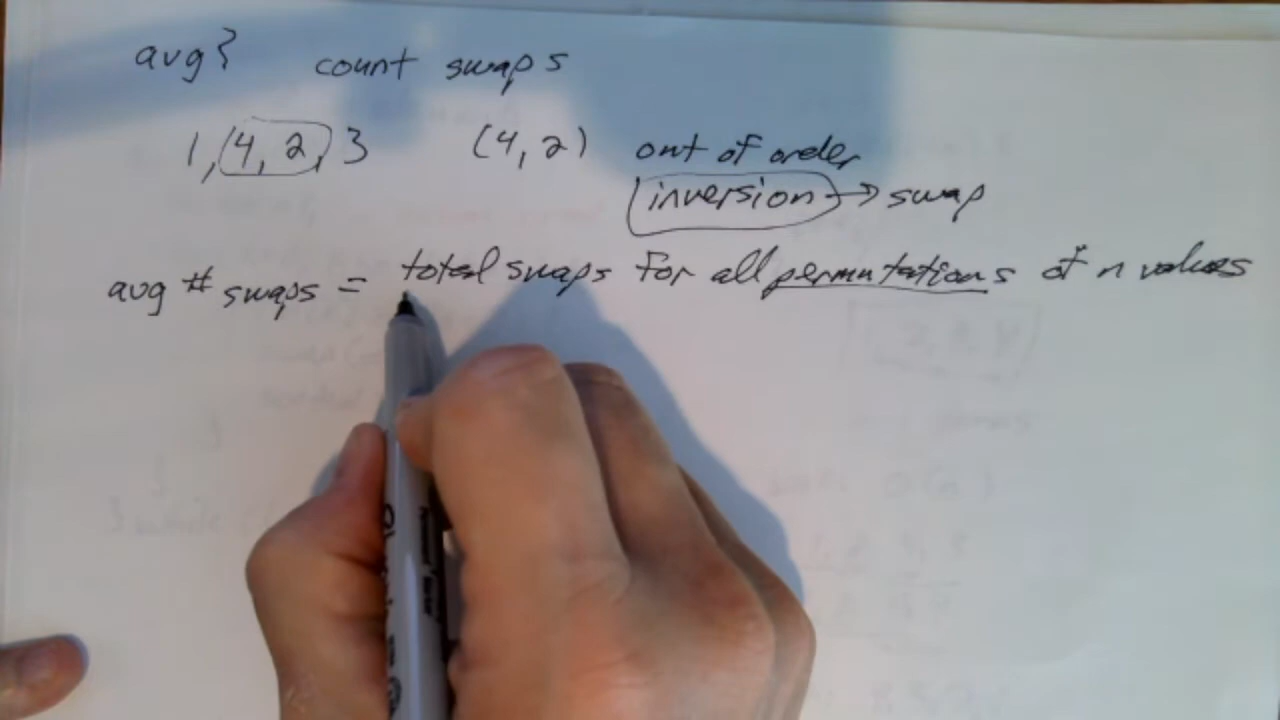 avg? count swaps
1, 4, 2, 3 (4, 2) out of order
inversion → swap
avg # swaps = total swaps for all permutations of n values